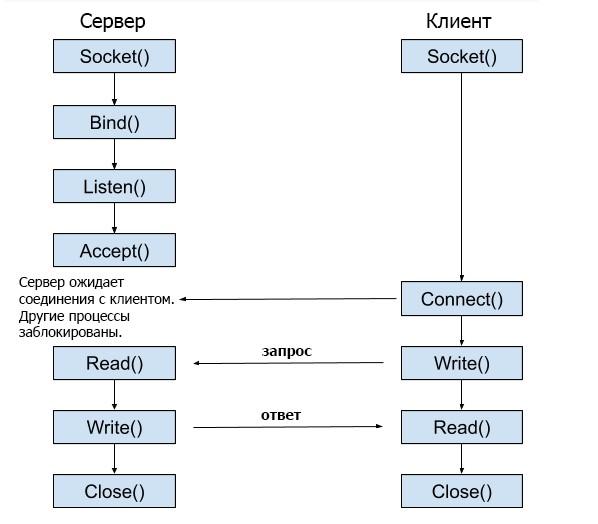 Сервер
Клиент
Socket()
Socket()
Bind()
Listen()
Accept()
Сервер ожидает
соединения с клиентом.
Другие процессы
заблокированы.
Connect()
Read()
запрос
Write()
Write()
ответ
Read()
Close()
Close()